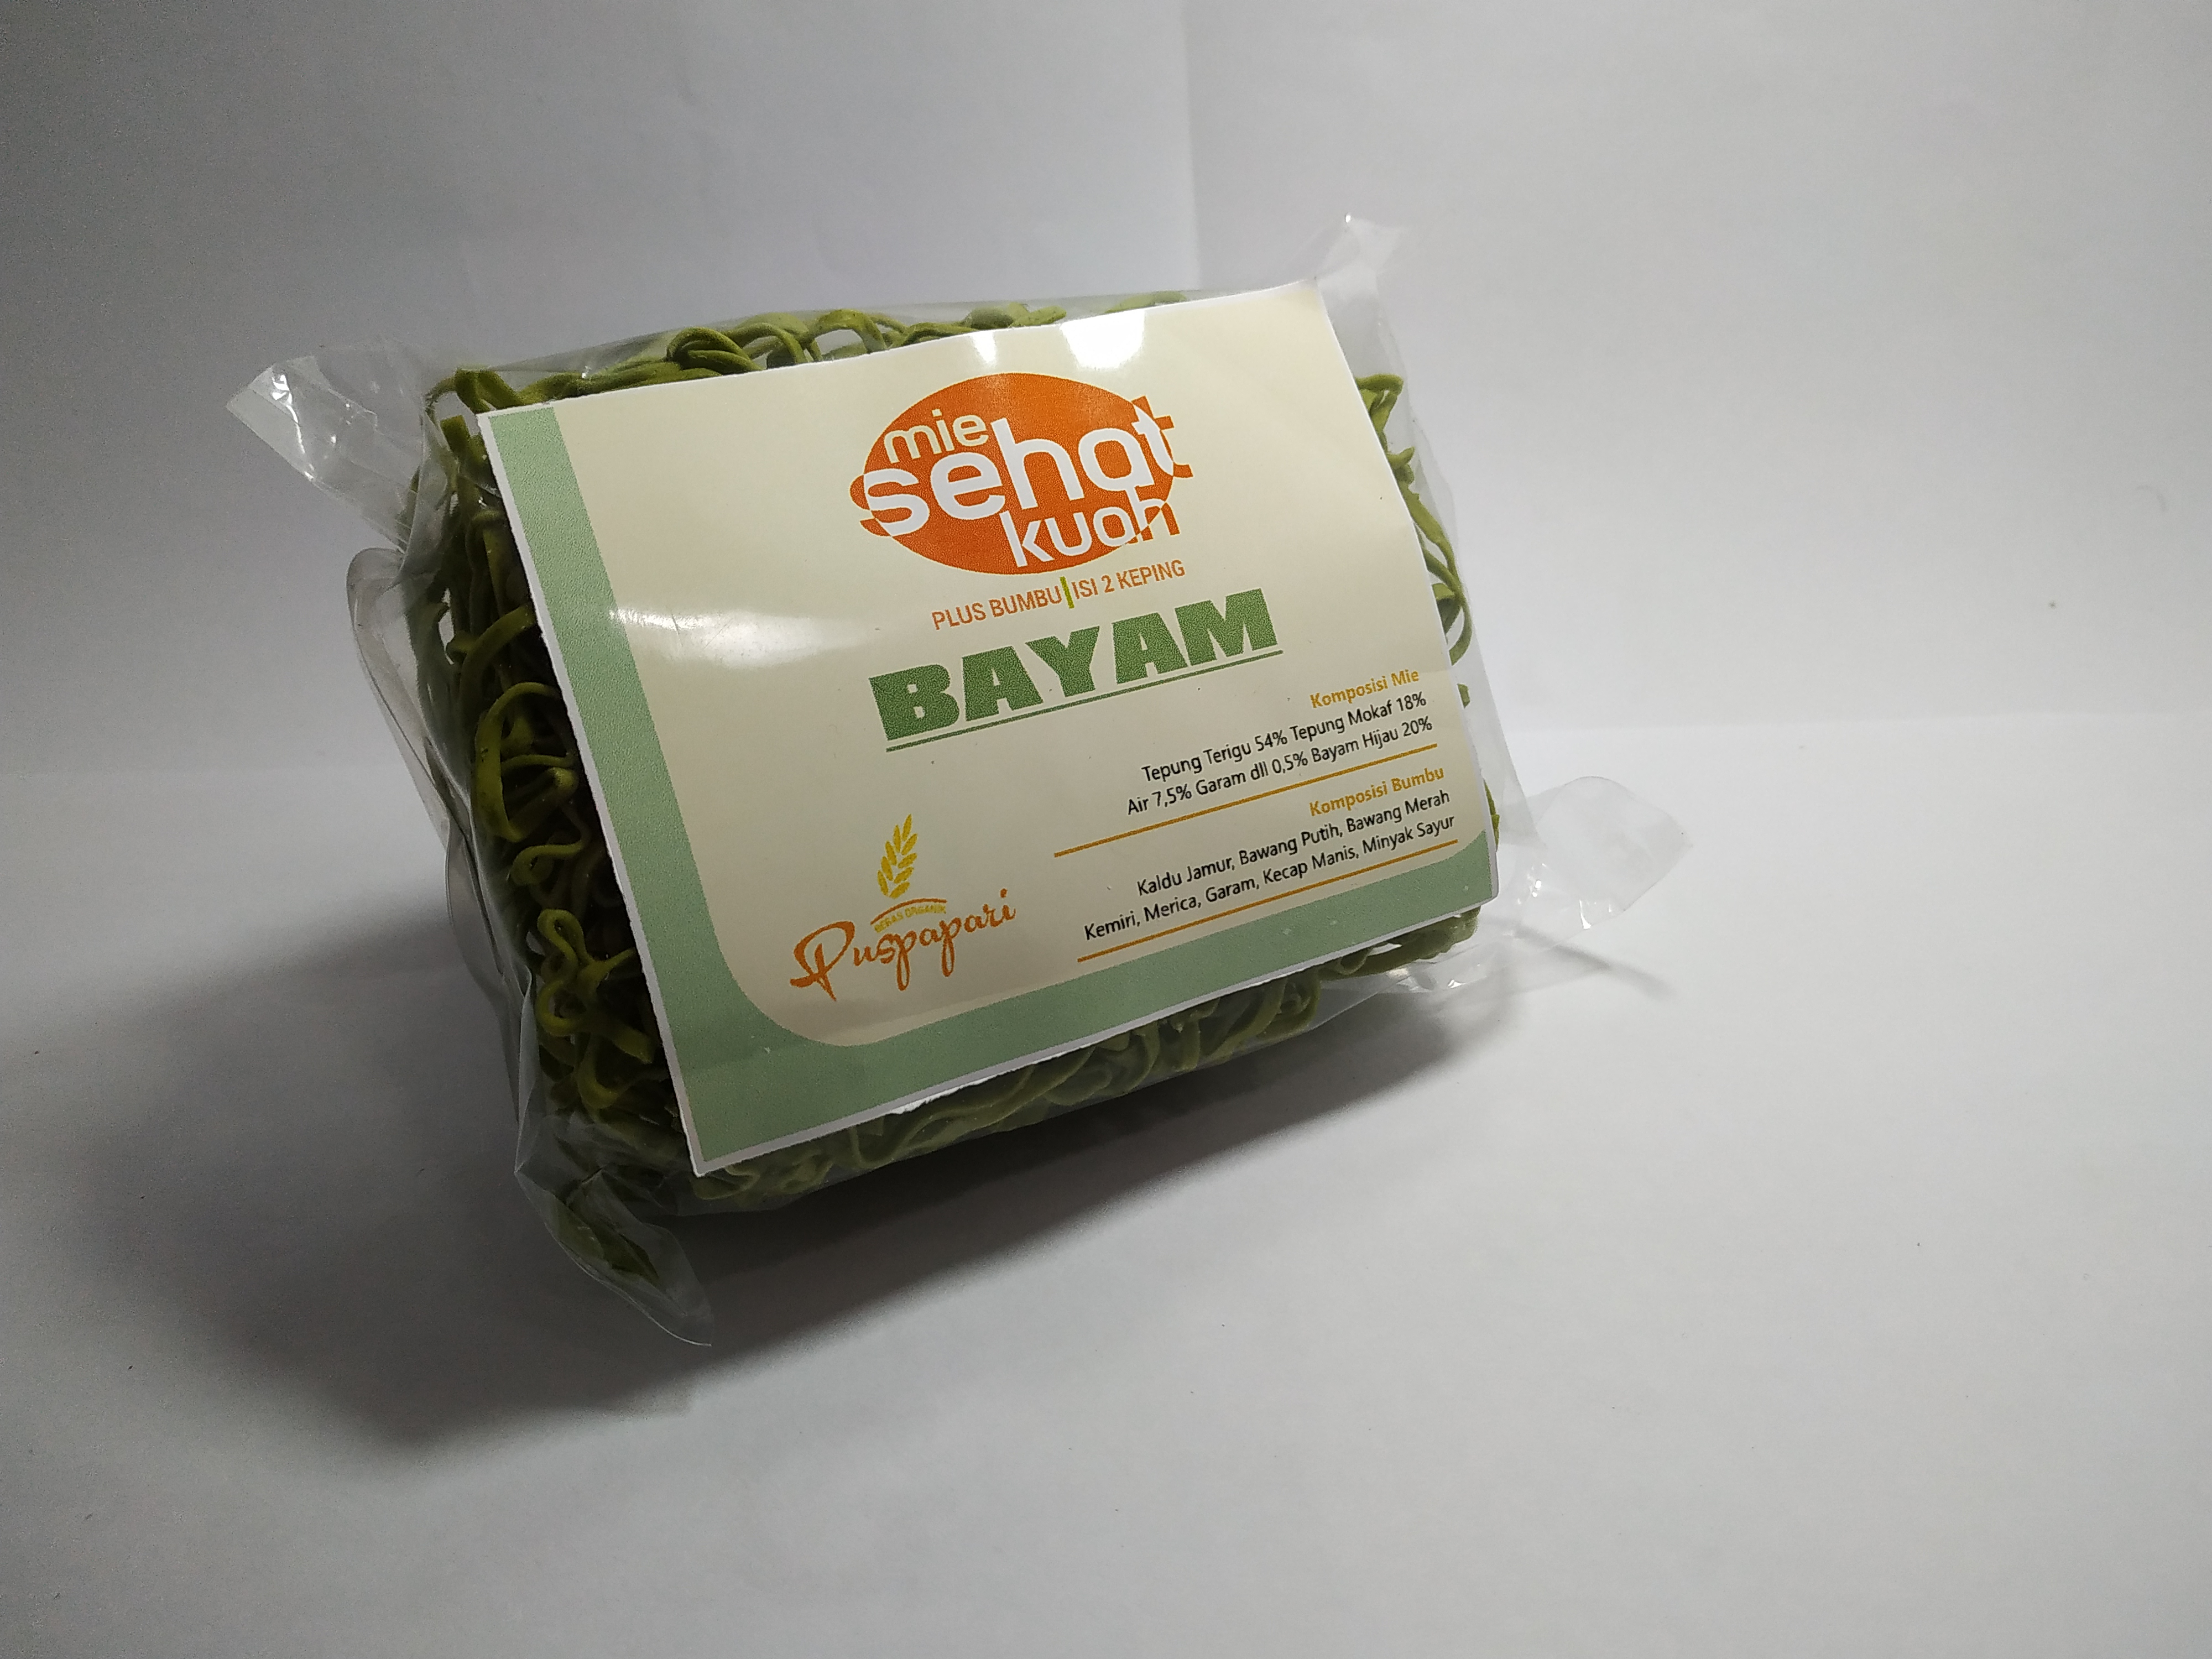 mie
sehat
kuah
PLUS BUMBU | ISI 2 KEPING
BAYAM
Komposisi Mie
Tepung Terigu 54% Tepung Mokaf 18%
Air 7,5% Garam dll 0,5% Bayam Hijau 20%
Komposisi Bumbu
Kaldu Jamur, Bawang Putih, Bawang Merah
Kemiri, Merica, Garam, Kecap Manis, Minyak Sayur
BERAS ORGANIK
Puspapari